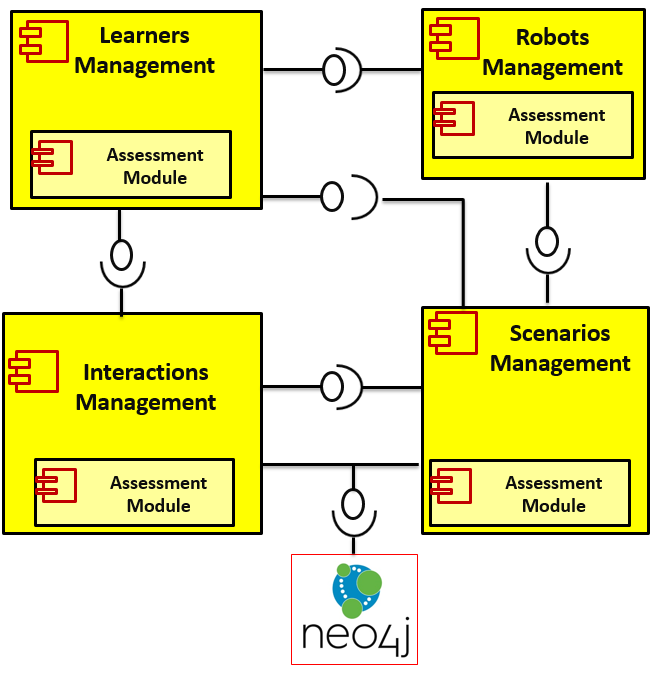 Learners
Management
Assessment
Module
Robots
Management
Assessment
Module
Interactions
Management
Assessment
Module
Scenarios
Management
Assessment
Module
neo4j